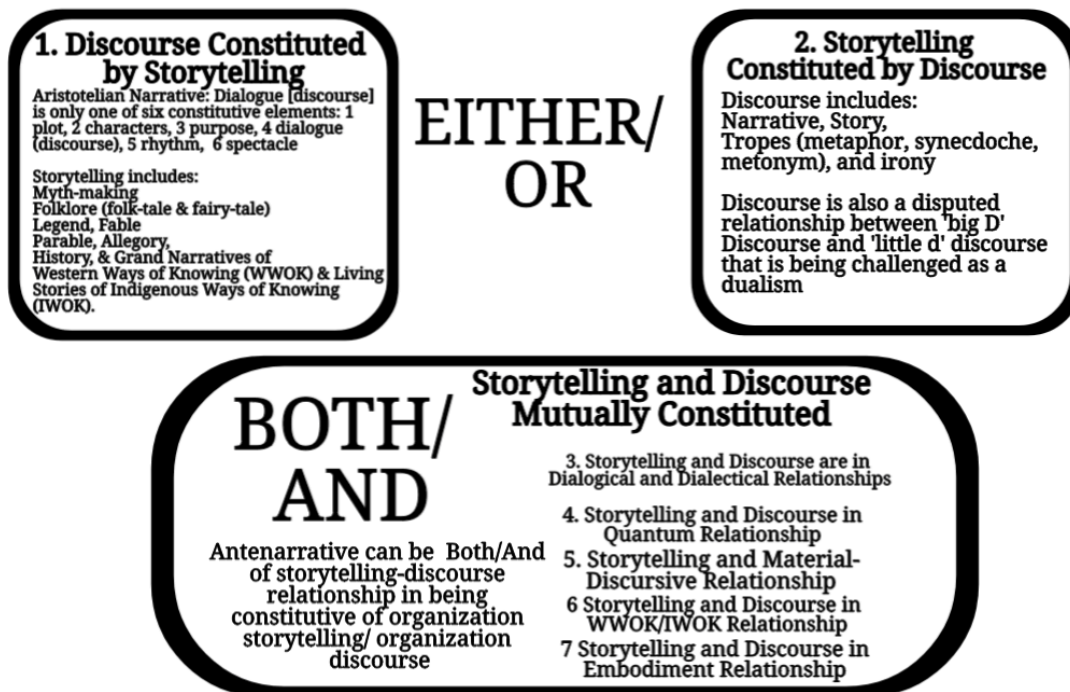 1. Discourse Constituted
by Storytelling
Aristotelian Narrative: Dialogue [discourse]
is only one of six constitutive elements: 1
plot, 2 characters, 3 purpose, 4 dialogue
(discourse), 5 rhythm,  6 spectacle
Storytelling includes:
Myth-making
Folklore (folk-tale & fairy-tale)
Legend, Fable
Parable, Allegory,
History, & Grand Narratives of
Western Ways of Knowing (WWOK) & Living
Stories of Indigenous Ways of Knowing
(IWOK).
EITHER/
OR
2. Storytelling
Constituted by Discourse
Discourse includes:
Narrative, Story,
Tropes (metaphor, synecdoche,
metonym), and irony
Discourse is also a disputed
relationship between 'big D'
Discourse and 'little d' discourse
that is being challenged as a
dualism
BOTH/
AND
Antenarrative can be  Both/And
of storytelling-discourse
relationship in being
constitutive of organization
storytelling/ organization
discourse
Storytelling and Discourse
Mutually Constituted
3. Storytelling and Discourse are in
Dialogical and Dialectical Relationships
4. Storytelling and Discourse in
Quantum Relationship
5. Storytelling and Material-
Discursive Relationship
6 Storytelling and Discourse in
WWOK/IWOK Relationship
7 Storytelling and Discourse in
Embodiment Relationship